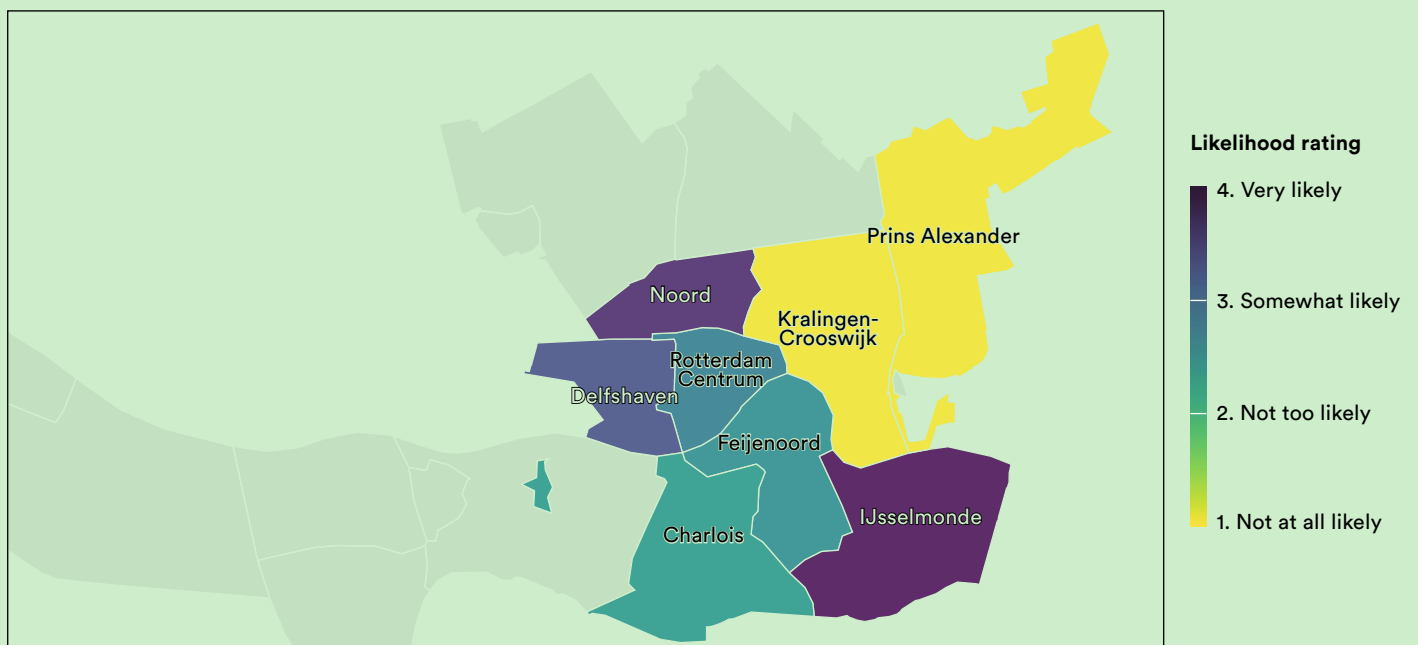 Prins Alexander
Noord
Kralingen-
Crooswijk
Rotterdam
Centrum
Delfshaven
Feijenoord
IJsselmonde
Charlois
Likelihood rating
4. Very likely
3. Somewhat likely
2. Not too likely
1. Not at all likely